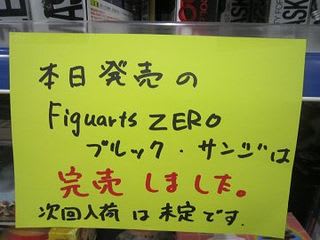 本日発売の
Figuarts ZERO
ブルック・サンジは
完売しました。
次回入荷は未定です.